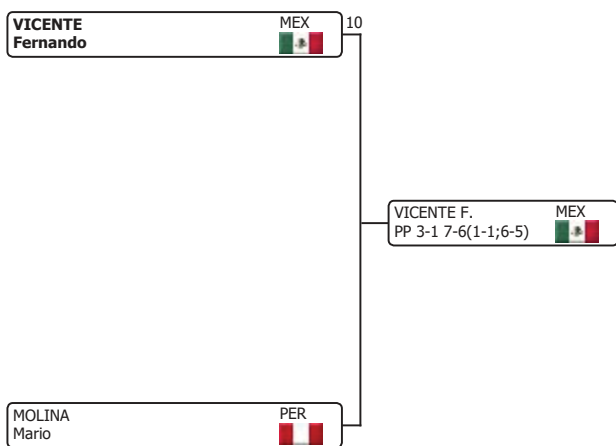 VICENTE MEX 10
Fernando
VICENTE F. MEX
PP 3-1 7-6(1-1;6-5)
MOLINA PER
Mario